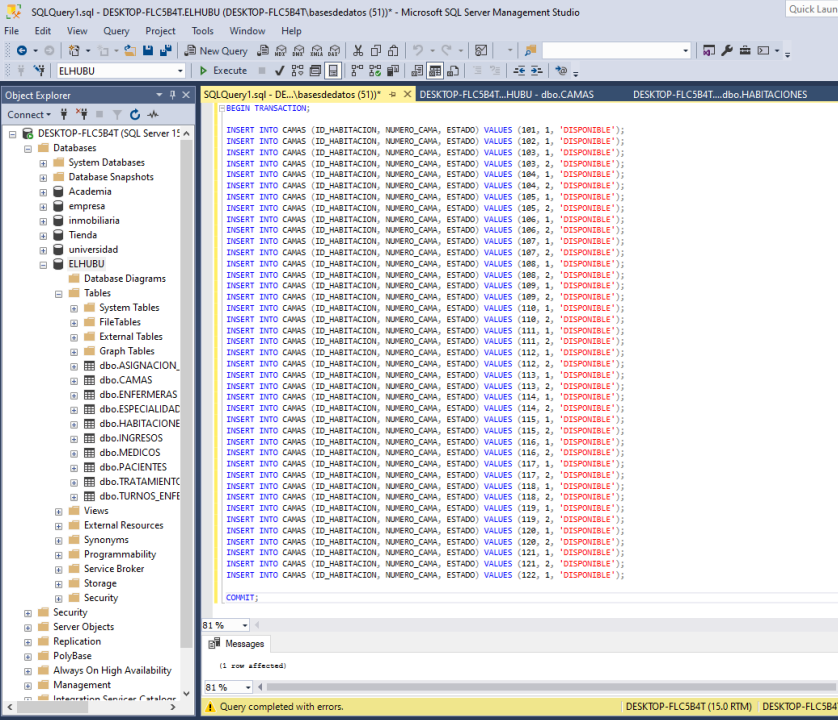 SQLQuery1.sql - DESKTOP-FLC5B4T.ELHUBU (DESKTOP-FLC5B4T\basesdedatos (51))* - Microsoft SQL Server Management Studio
Quick Laun
File Edit View Query Project Tools Window Help
New Query
ELHUBU
Execute
Object Explorer
Connect
DESKTOP-FLC5B4T (SQL Server 15
Databases
System Databases
Database Snapshots
Academia
empresa
inmobiliaria
Tienda
universidad
ELHUBU
Database Diagrams
Tables
System Tables
FileTables
External Tables
Graph Tables
dbo.ASIGNACION_
dbo.CAMAS
dbo.ENFERMERAS
dbo.ESPECIALIDAD
dbo.HABITACIONE
dbo.INGRESOS
dbo.MEDICOS
dbo.PACIENTES
dbo.TRATAMIENTO
dbo.TURNOS_ENFE
Views
External Resources
Synonyms
Programmability
Service Broker
Storage
Security
Security
Server Objects
Replication
PolyBase
Always On High Availability
Management
Integration Services Catalogs
SQLQuery1.sql - DE...\basesdedatos (51))*
DESKTOP-FLC5B4T...HUBU - dbo.CAMAS
DESKTOP-FLC5B4T....dbo.HABITACIONES
BEGIN TRANSACTION;
INSERT INTO CAMAS (ID_HABITACION, NUMERO_CAMA, ESTADO) VALUES (101, 1, 'DISPONIBLE');
INSERT INTO CAMAS (ID_HABITACION, NUMERO_CAMA, ESTADO) VALUES (102, 1, 'DISPONIBLE');
INSERT INTO CAMAS (ID_HABITACION, NUMERO_CAMA, ESTADO) VALUES (103, 1, 'DISPONIBLE');
INSERT INTO CAMAS (ID_HABITACION, NUMERO_CAMA, ESTADO) VALUES (103, 2, 'DISPONIBLE');
INSERT INTO CAMAS (ID_HABITACION, NUMERO_CAMA, ESTADO) VALUES (104, 1, 'DISPONIBLE');
INSERT INTO CAMAS (ID_HABITACION, NUMERO_CAMA, ESTADO) VALUES (104, 2, 'DISPONIBLE');
INSERT INTO CAMAS (ID_HABITACION, NUMERO_CAMA, ESTADO) VALUES (105, 1, 'DISPONIBLE');
INSERT INTO CAMAS (ID_HABITACION, NUMERO_CAMA, ESTADO) VALUES (105, 2, 'DISPONIBLE');
INSERT INTO CAMAS (ID_HABITACION, NUMERO_CAMA, ESTADO) VALUES (106, 1, 'DISPONIBLE');
INSERT INTO CAMAS (ID_HABITACION, NUMERO_CAMA, ESTADO) VALUES (106, 2, 'DISPONIBLE');
INSERT INTO CAMAS (ID_HABITACION, NUMERO_CAMA, ESTADO) VALUES (107, 1, 'DISPONIBLE');
INSERT INTO CAMAS (ID_HABITACION, NUMERO_CAMA, ESTADO) VALUES (107, 2, 'DISPONIBLE');
INSERT INTO CAMAS (ID_HABITACION, NUMERO_CAMA, ESTADO) VALUES (108, 1, 'DISPONIBLE');
INSERT INTO CAMAS (ID_HABITACION, NUMERO_CAMA, ESTADO) VALUES (108, 2, 'DISPONIBLE');
INSERT INTO CAMAS (ID_HABITACION, NUMERO_CAMA, ESTADO) VALUES (109, 1, 'DISPONIBLE');
INSERT INTO CAMAS (ID_HABITACION, NUMERO_CAMA, ESTADO) VALUES (109, 2, 'DISPONIBLE');
INSERT INTO CAMAS (ID_HABITACION, NUMERO_CAMA, ESTADO) VALUES (110, 1, 'DISPONIBLE');
INSERT INTO CAMAS (ID_HABITACION, NUMERO_CAMA, ESTADO) VALUES (110, 2, 'DISPONIBLE');
INSERT INTO CAMAS (ID_HABITACION, NUMERO_CAMA, ESTADO) VALUES (111, 1, 'DISPONIBLE');
INSERT INTO CAMAS (ID_HABITACION, NUMERO_CAMA, ESTADO) VALUES (111, 2, 'DISPONIBLE');
INSERT INTO CAMAS (ID_HABITACION, NUMERO_CAMA, ESTADO) VALUES (112, 1, 'DISPONIBLE');
INSERT INTO CAMAS (ID_HABITACION, NUMERO_CAMA, ESTADO) VALUES (112, 2, 'DISPONIBLE');
INSERT INTO CAMAS (ID_HABITACION, NUMERO_CAMA, ESTADO) VALUES (113, 1, 'DISPONIBLE');
INSERT INTO CAMAS (ID_HABITACION, NUMERO_CAMA, ESTADO) VALUES (113, 2, 'DISPONIBLE');
INSERT INTO CAMAS (ID_HABITACION, NUMERO_CAMA, ESTADO) VALUES (114, 1, 'DISPONIBLE');
INSERT INTO CAMAS (ID_HABITACION, NUMERO_CAMA, ESTADO) VALUES (114, 2, 'DISPONIBLE');
INSERT INTO CAMAS (ID_HABITACION, NUMERO_CAMA, ESTADO) VALUES (115, 1, 'DISPONIBLE');
INSERT INTO CAMAS (ID_HABITACION, NUMERO_CAMA, ESTADO) VALUES (115, 2, 'DISPONIBLE');
INSERT INTO CAMAS (ID_HABITACION, NUMERO_CAMA, ESTADO) VALUES (116, 1, 'DISPONIBLE');
INSERT INTO CAMAS (ID_HABITACION, NUMERO_CAMA, ESTADO) VALUES (116, 2, 'DISPONIBLE');
INSERT INTO CAMAS (ID_HABITACION, NUMERO_CAMA, ESTADO) VALUES (117, 1, 'DISPONIBLE');
INSERT INTO CAMAS (ID_HABITACION, NUMERO_CAMA, ESTADO) VALUES (117, 2, 'DISPONIBLE');
INSERT INTO CAMAS (ID_HABITACION, NUMERO_CAMA, ESTADO) VALUES (118, 1, 'DISPONIBLE');
INSERT INTO CAMAS (ID_HABITACION, NUMERO_CAMA, ESTADO) VALUES (118, 2, 'DISPONIBLE');
INSERT INTO CAMAS (ID_HABITACION, NUMERO_CAMA, ESTADO) VALUES (119, 1, 'DISPONIBLE');
INSERT INTO CAMAS (ID_HABITACION, NUMERO_CAMA, ESTADO) VALUES (119, 2, 'DISPONIBLE');
INSERT INTO CAMAS (ID_HABITACION, NUMERO_CAMA, ESTADO) VALUES (120, 1, 'DISPONIBLE');
INSERT INTO CAMAS (ID_HABITACION, NUMERO_CAMA, ESTADO) VALUES (120, 2, 'DISPONIBLE');
INSERT INTO CAMAS (ID_HABITACION, NUMERO_CAMA, ESTADO) VALUES (121, 1, 'DISPONIBLE');
INSERT INTO CAMAS (ID_HABITACION, NUMERO_CAMA, ESTADO) VALUES (121, 2, 'DISPONIBLE');
INSERT INTO CAMAS (ID_HABITACION, NUMERO_CAMA, ESTADO) VALUES (122, 1, 'DISPONIBLE');
COMMIT;
81 %
Messages
(1 row affected)
81 %
Query completed with errors.
DESKTOP-FLC5B4T (15.0 RTM)
DESKTOP-FLC5B4